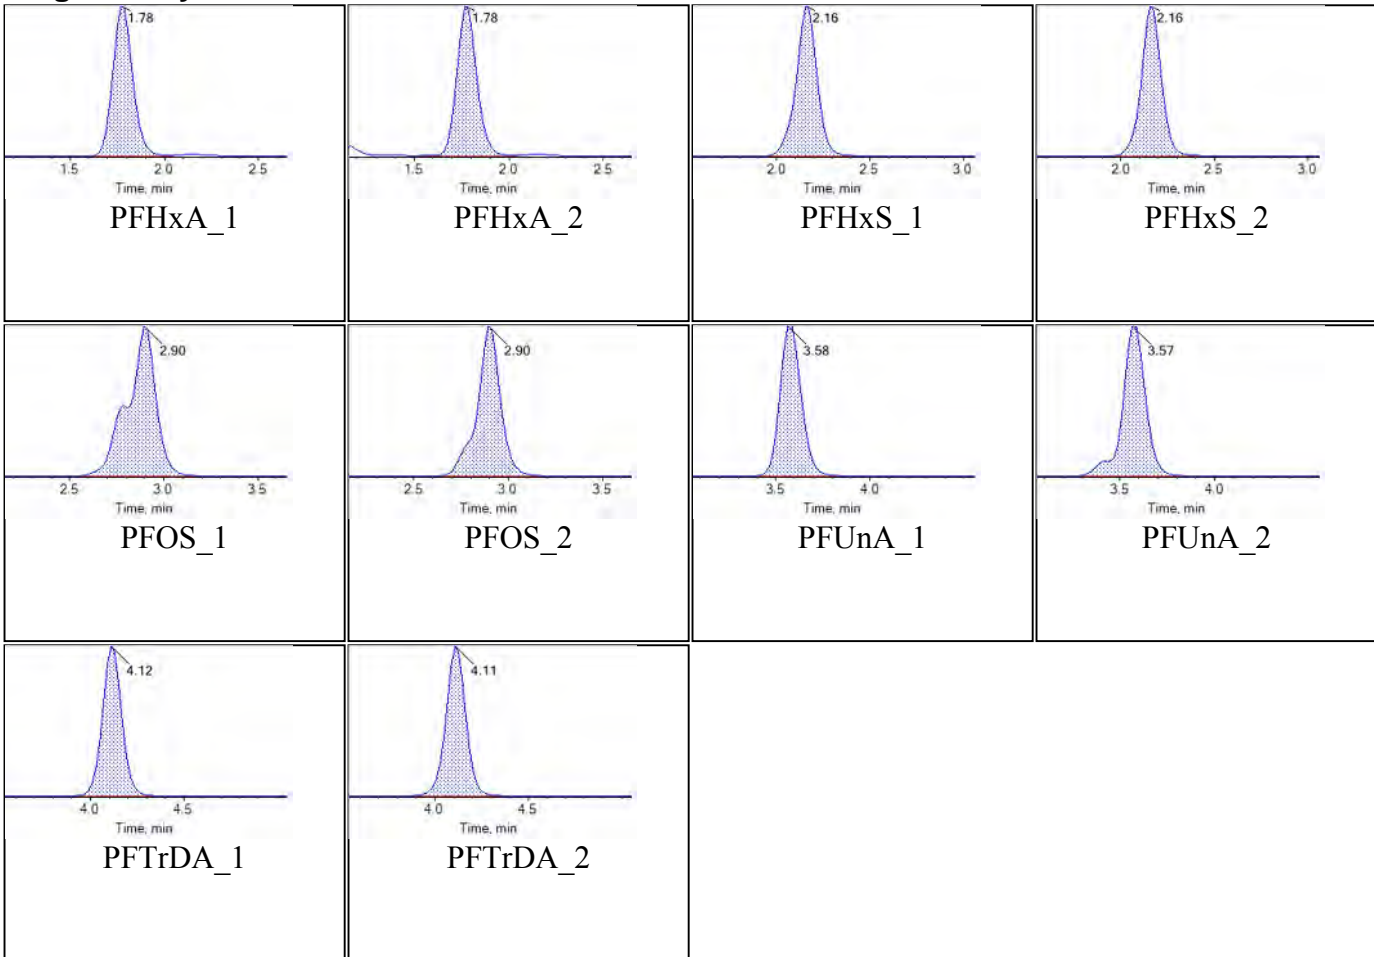 1.78
1.5 2.0 2.5
Time, min
PFHxA_1
1.78
1.5 2.0 2.5
Time, min
PFHxA_2
2.16
2.0 2.5 3.0
Time, min
PFHxS_1
2.16
2.0 2.5 3.0
Time, min
PFHxS_2
2.90
2.5 3.0 3.5
Time, min
PFOS_1
2.90
2.5 3.0 3.5
Time, min
PFOS_2
3.58
3.5 4.0
Time, min
PFUnA_1
3.57
3.5 4.0
Time, min
PFUnA_2
4.12
4.0 4.5
Time, min
PFTrDA_1
4.11
4.0 4.5
Time, min
PFTrDA_2